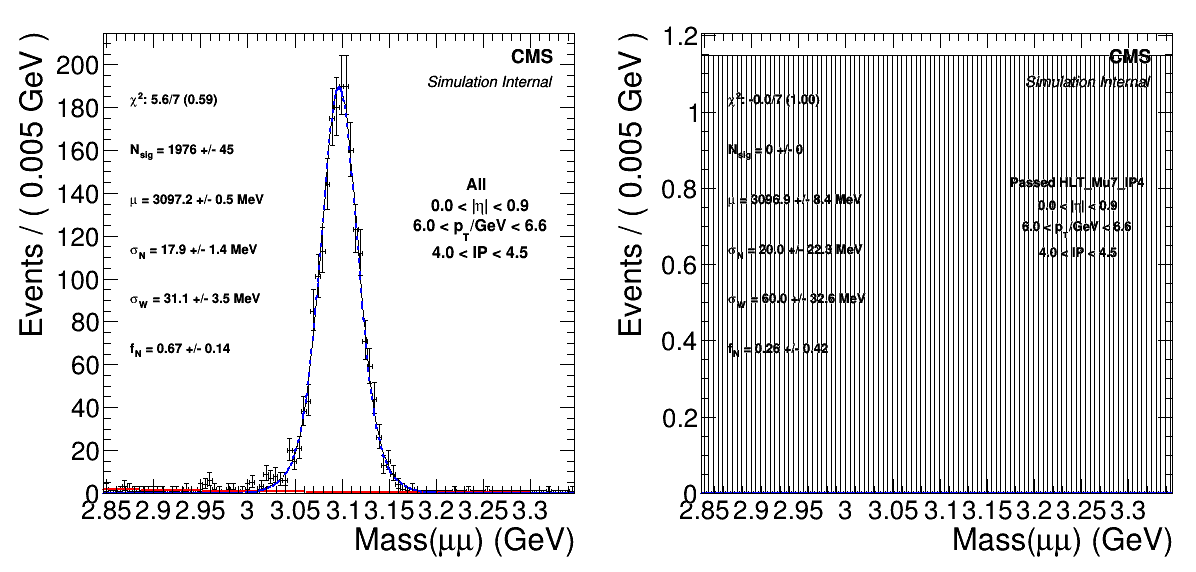 CMS
Simulation Internal
χ²: 5.6/7 (0.59)
N_sig = 1976 +/- 45
μ = 3097.2 +/- 0.5 MeV
σ_N = 17.9 +/- 1.4 MeV
σ_W = 31.1 +/- 3.5 MeV
f_N = 0.67 +/- 0.14
All
0.0 < |η| < 0.9
6.0 < p_T/GeV < 6.6
4.0 < IP < 4.5
Events / ( 0.005 GeV )
200
180
160
140
120
100
80
60
40
20
0
2.85 2.9 2.95 3 3.05 3.1 3.15 3.2 3.25 3.3
Mass(μμ) (GeV)
CMS
Simulation Internal
χ²: -0.0/7 (1.00)
N_sig = 0 +/- 0
μ = 3096.9 +/- 8.4 MeV
σ_N = 20.0 +/- 22.3 MeV
σ_W = 60.0 +/- 32.6 MeV
f_N = 0.26 +/- 0.42
Passed HLT_Mu7_IP4
0.0 < |η| < 0.9
6.0 < p_T/GeV < 6.6
4.0 < IP < 4.5
Events / ( 0.005 GeV )
1.2
1
0.8
0.6
0.4
0.2
0
2.85 2.9 2.95 3 3.05 3.1 3.15 3.2 3.25 3.3
Mass(μμ) (GeV)